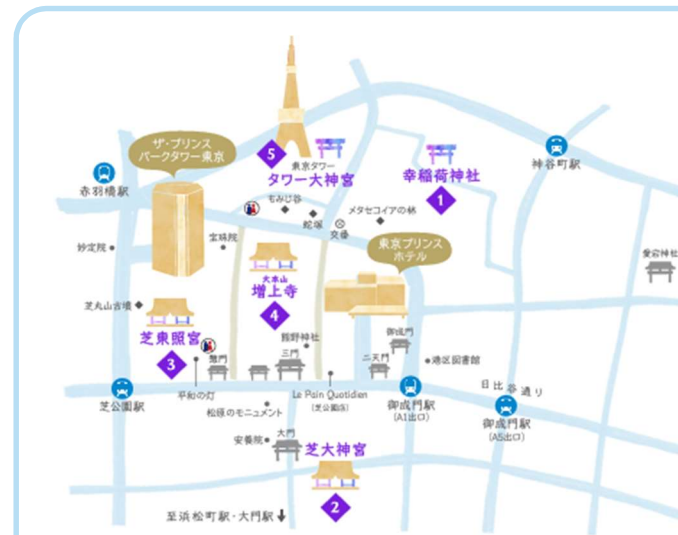 ザ・プリンス
パークタワー東京
赤羽橋駅
5
東京タワー
タワー大神宮
幸稲荷神社
1
神谷町駅
もみじ谷
蛇塚
交番
メタセコイアの林
妙定院
宝珠院
東京プリンス
ホテル
愛宕神社
大本山
増上寺
4
芝丸山古墳
芝東照宮
3
熊野神社
三門
御成門
二天門
港区図書館
芝公園駅
平和の灯
松原のモニュメント
Le Pain Quotidien
(芝公園店)
御成門駅
(A1出口)
日比谷通り
御成門駅
(A5出口)
安養院
大門
芝大神宮
2
至浜松町駅・大門駅